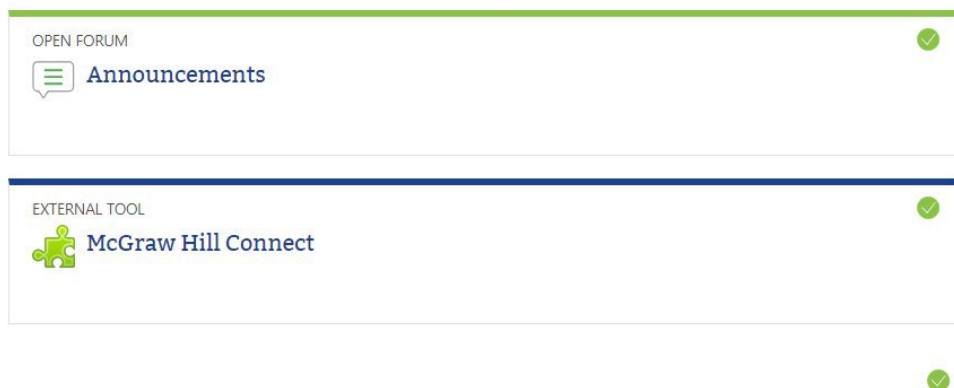 OPEN FORUM
Announcements
EXTERNAL TOOL
McGraw Hill Connect